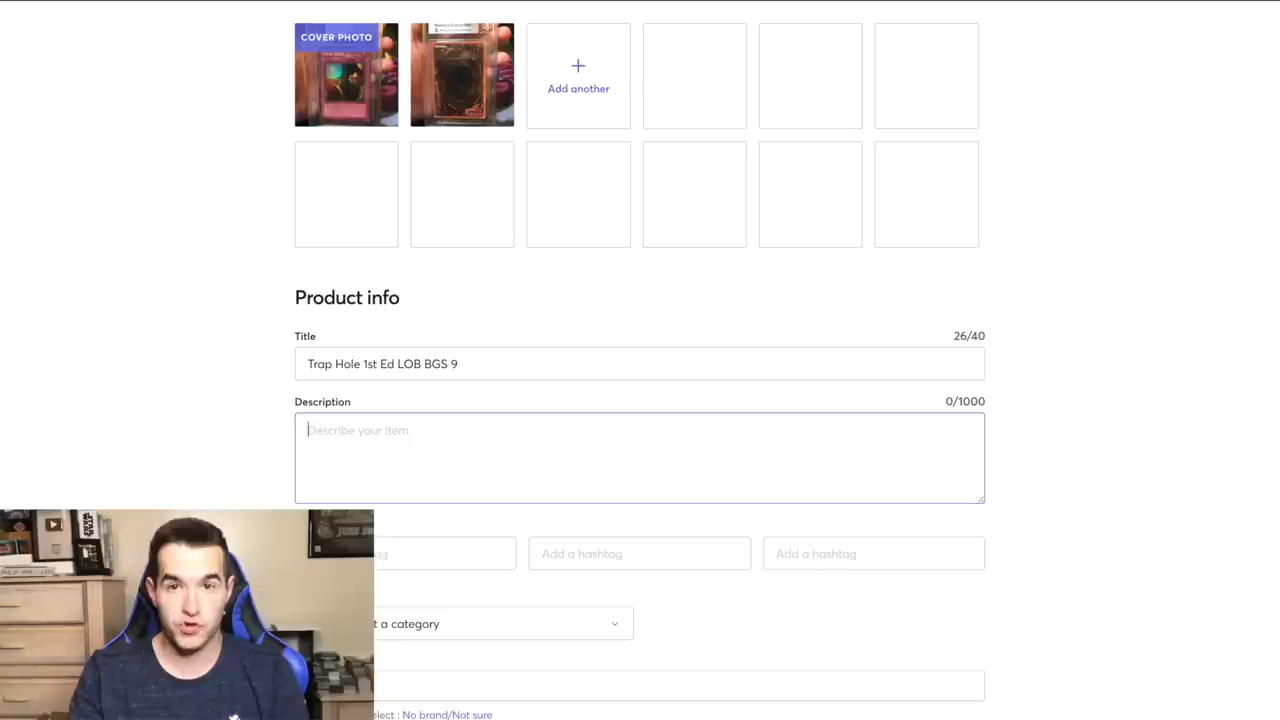 COVER PHOTO
Add another
Product info
Title
26/40
Trap Hole 1st Ed LOB BGS 9
Description
0/1000
Describe your item
Add a hashtag
Add a hashtag
t a category
elect : No brand/Not sure